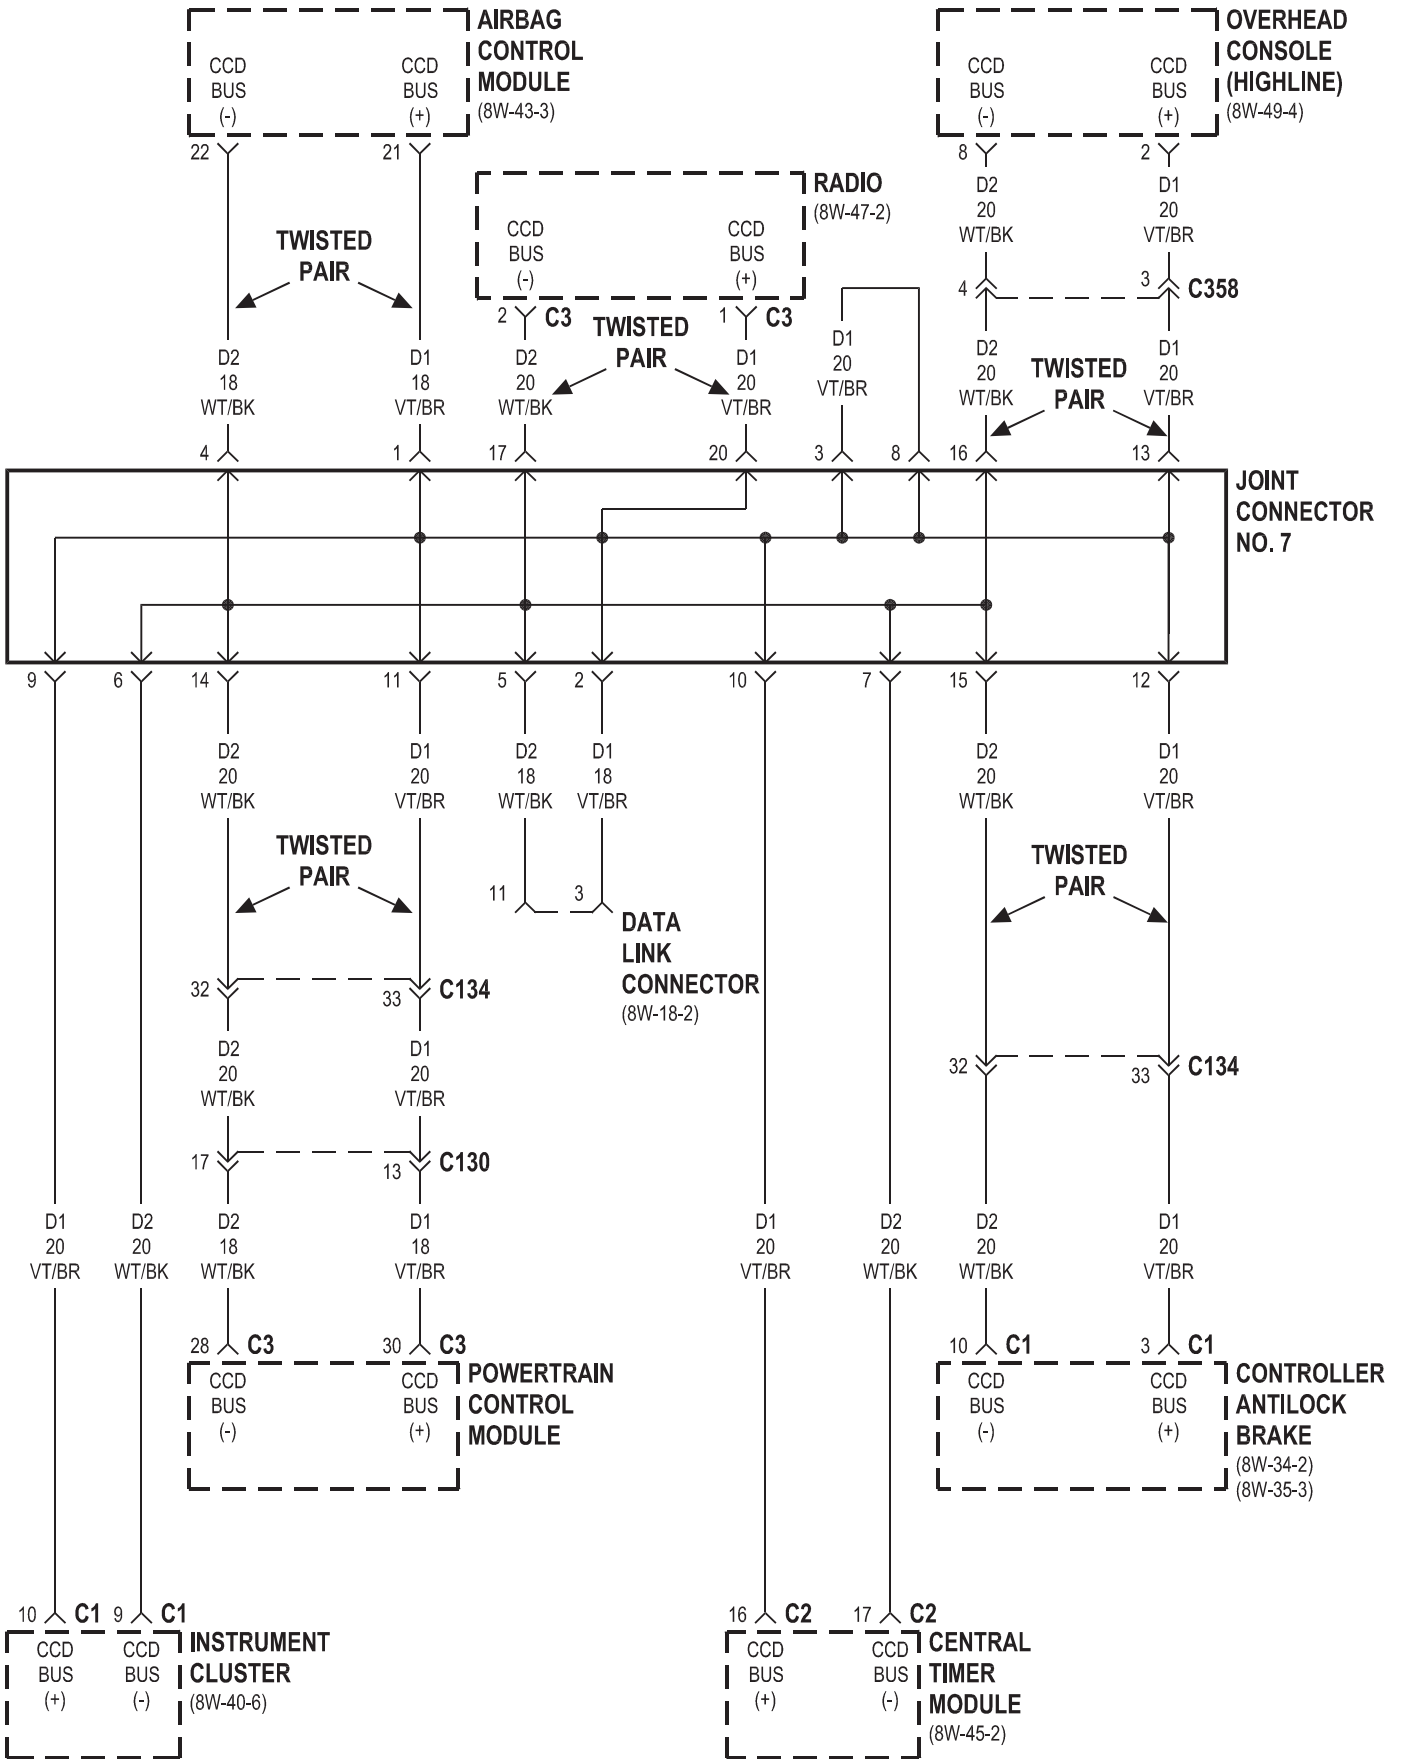 AIRBAG
CONTROL
MODULE
(8W-43-3)
CCD
BUS
(-)
CCD
BUS
(+)
22
21
OVERHEAD
CONSOLE
(HIGHLINE)
(8W-49-4)
CCD
BUS
(-)
CCD
BUS
(+)
8
2
D2
20
WT/BK
D1
20
VT/BR
RADIO
(8W-47-2)
CCD
BUS
(-)
CCD
BUS
(+)
2 C3
1 C3
TWISTED
PAIR
TWISTED
PAIR
4
3
C358
D2
18
WT/BK
D1
18
VT/BR
D2
20
WT/BK
D1
20
VT/BR
D1
20
VT/BR
D2
20
WT/BK
TWISTED
PAIR
D1
20
VT/BR
4
1
17
20
3
8
16
13
JOINT
CONNECTOR
NO. 7
9
6
14
11
5
2
10
7
15
12
D2
20
WT/BK
D1
20
VT/BR
D2
18
WT/BK
D1
18
VT/BR
D2
20
WT/BK
D1
20
VT/BR
TWISTED
PAIR
TWISTED
PAIR
11
3
DATA
LINK
CONNECTOR
(8W-18-2)
32
33
C134
D2
20
WT/BK
D1
20
VT/BR
32
33
C134
17
13
C130
D1
20
VT/BR
D2
20
WT/BK
D2
18
WT/BK
D1
18
VT/BR
D1
20
VT/BR
D2
20
WT/BK
D2
20
WT/BK
D1
20
VT/BR
28 C3
30 C3
10 C1
3 C1
CCD
BUS
(-)
CCD
BUS
(+)
POWERTRAIN
CONTROL
MODULE
CCD
BUS
(-)
CCD
BUS
(+)
CONTROLLER
ANTILOCK
BRAKE
(8W-34-2)
(8W-35-3)
10 C1
9 C1
CCD
BUS
(+)
CCD
BUS
(-)
INSTRUMENT
CLUSTER
(8W-40-6)
16 C2
17 C2
CCD
BUS
(+)
CCD
BUS
(-)
CENTRAL
TIMER
MODULE
(8W-45-2)